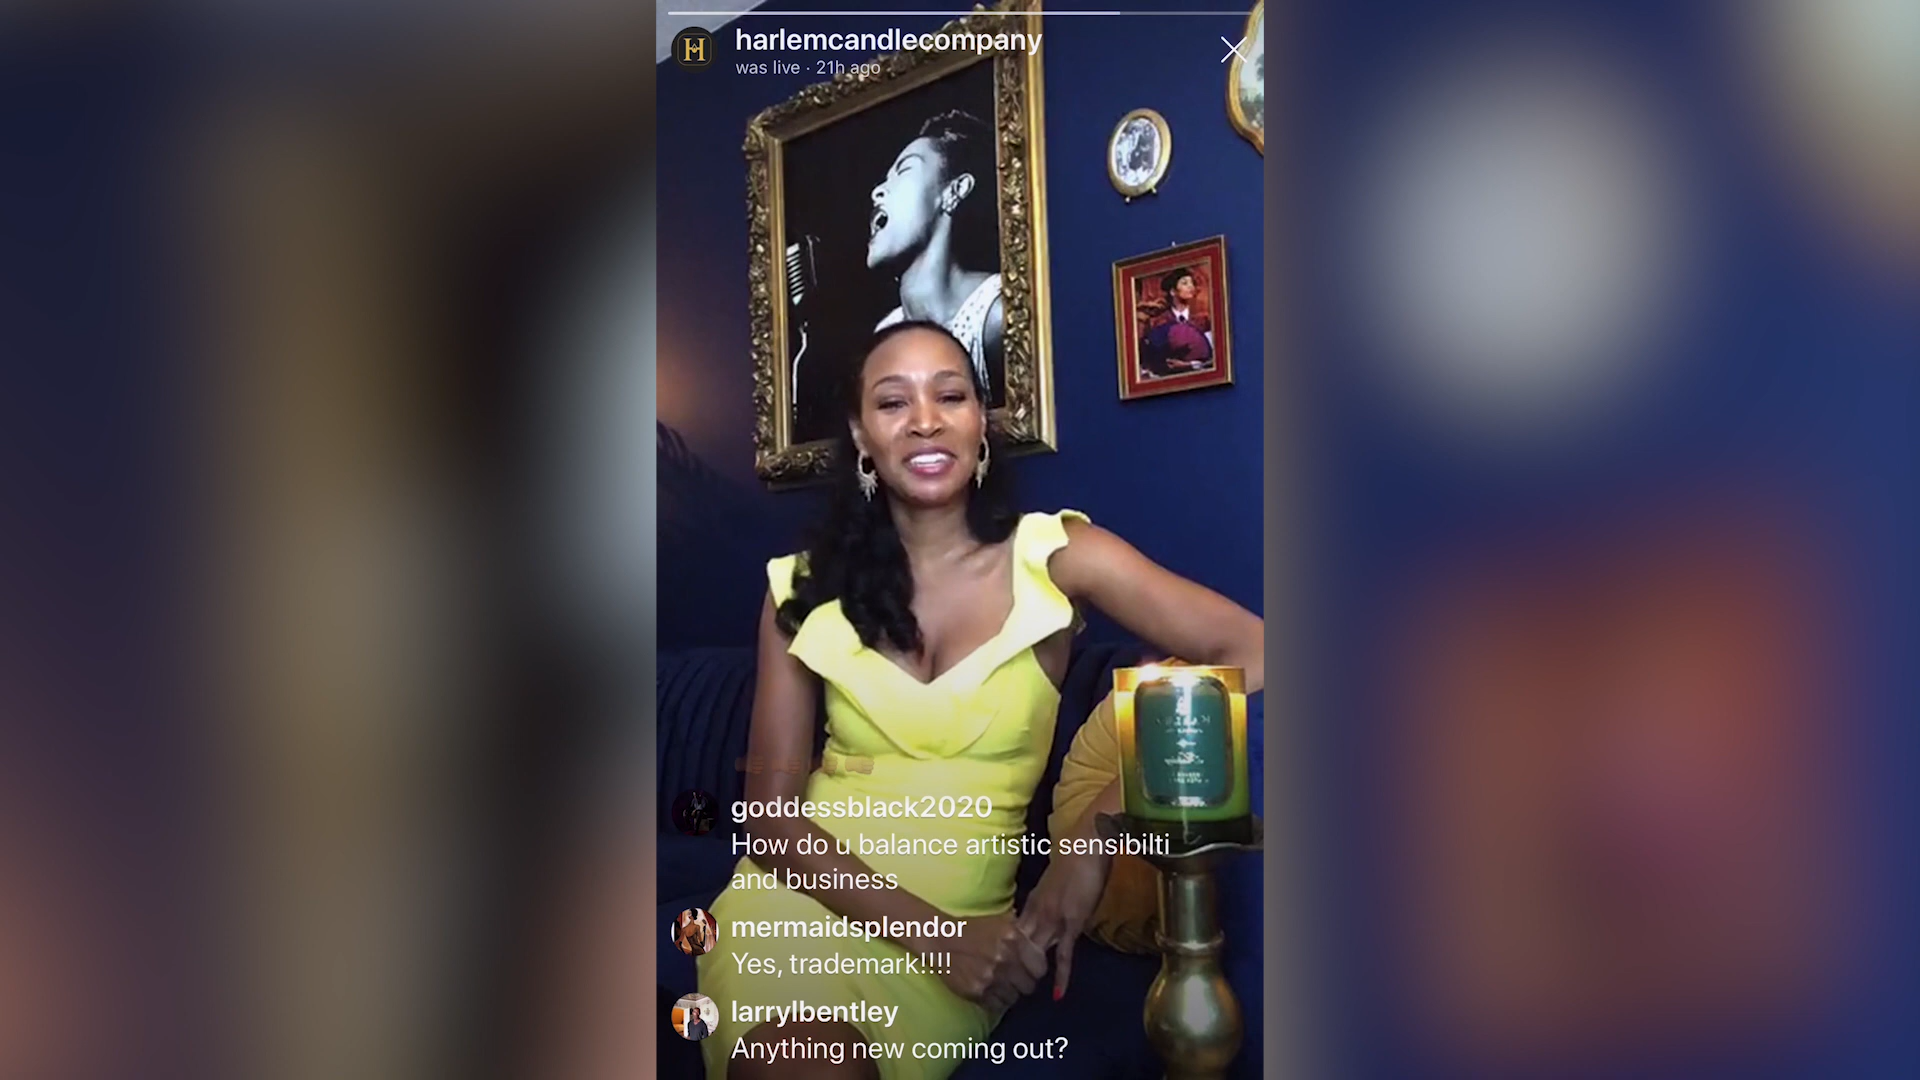 H
harlemcandlecompany
was live · 21h ago
goddessblack2020
How do u balance artistic sensibilti
and business
mermaidsplendor
Yes, trademark!!!!
larrylbentley
Anything new coming out?